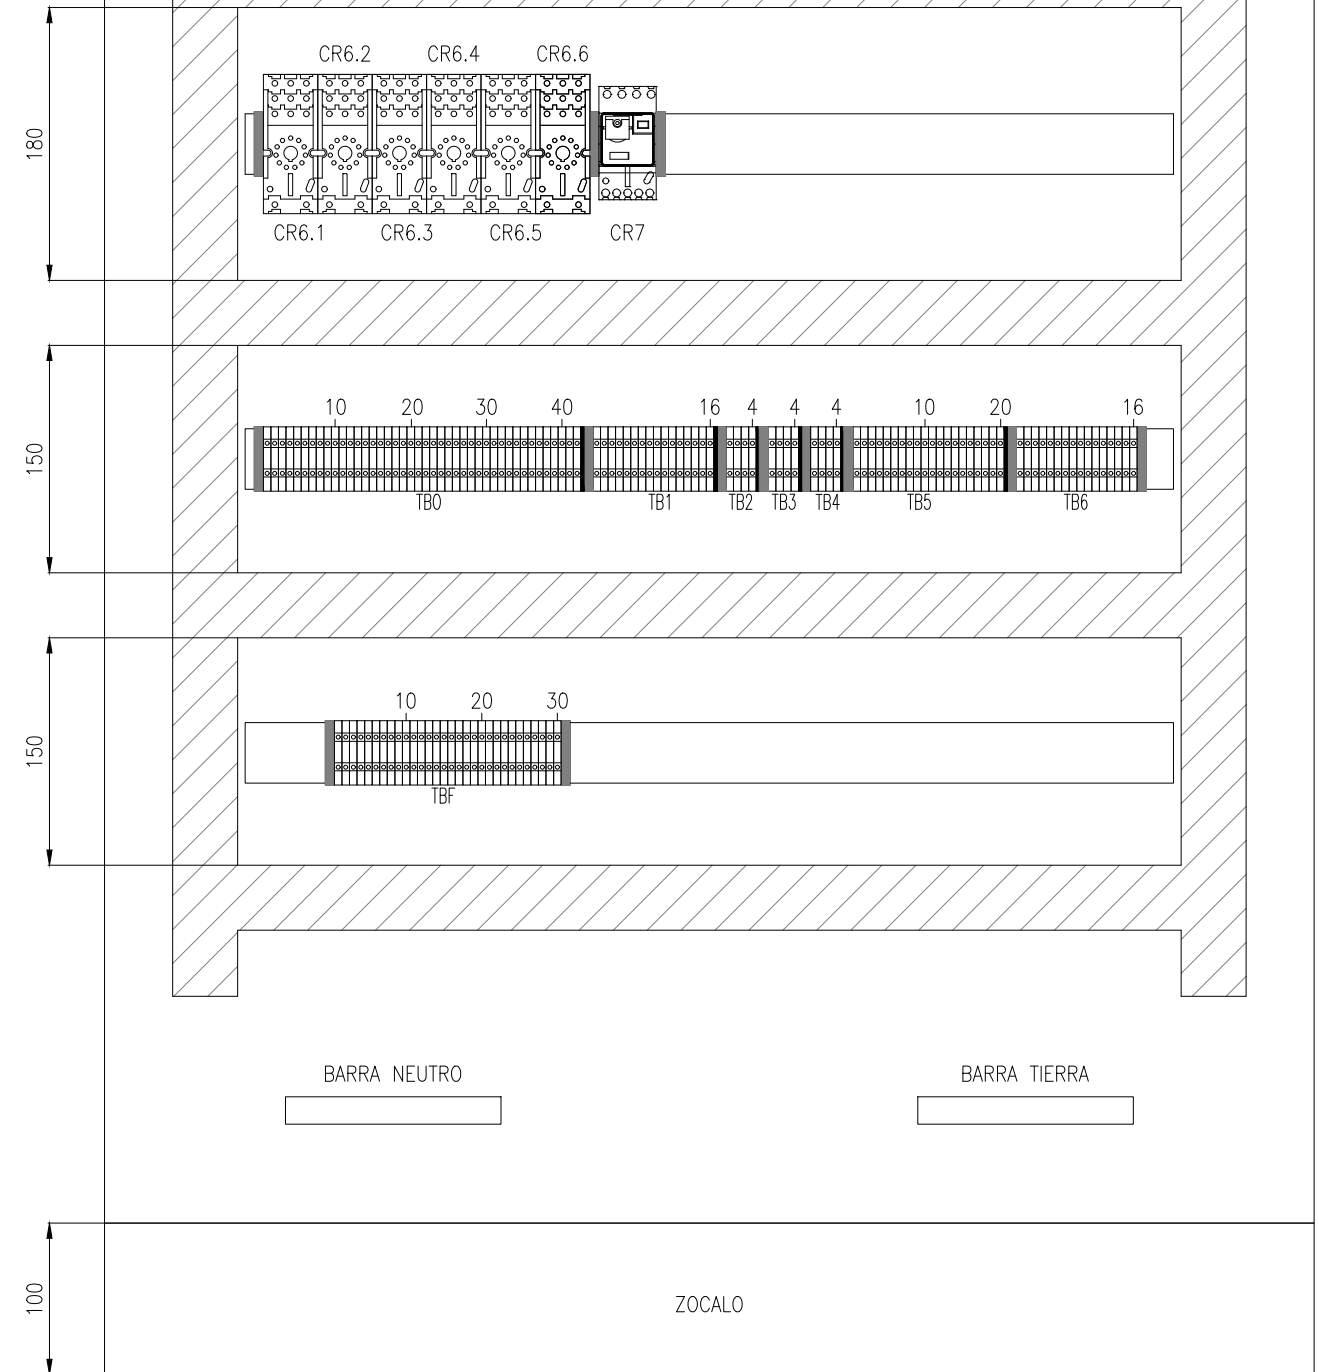 CR6.2 CR6.4 CR6.6
180
CR6.1 CR6.3 CR6.5 CR7
10 20 30 40 16 4 4 4 10 20 16
150
TB0 TB1 TB2 TB3 TB4 TB5 TB6
10 20 30
150
TBF
BARRA NEUTRO BARRA TIERRA
100
ZOCALO